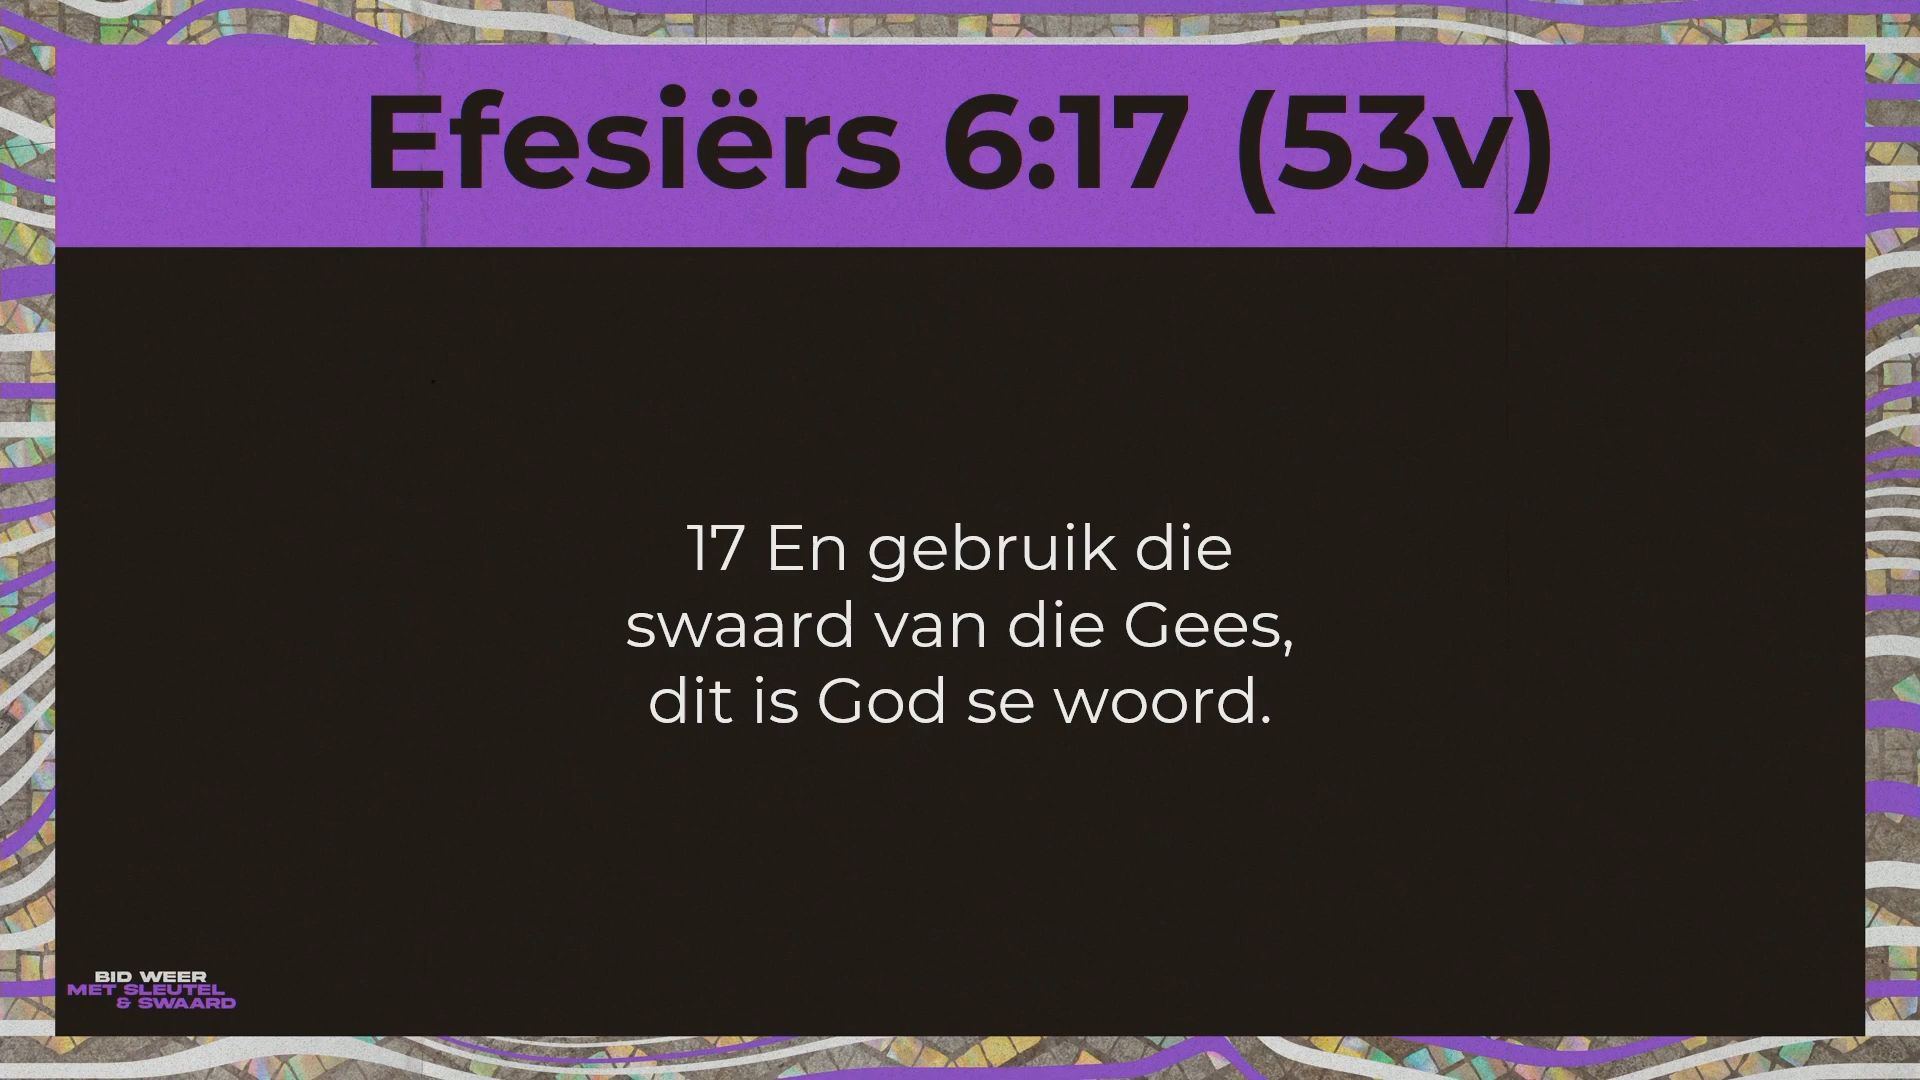 Efesiërs 6:17 (53v)
17 En gebruik die
swaard van die Gees,
dit is God se woord.
BID WEER
MET SLEUTEL
& SWAARD